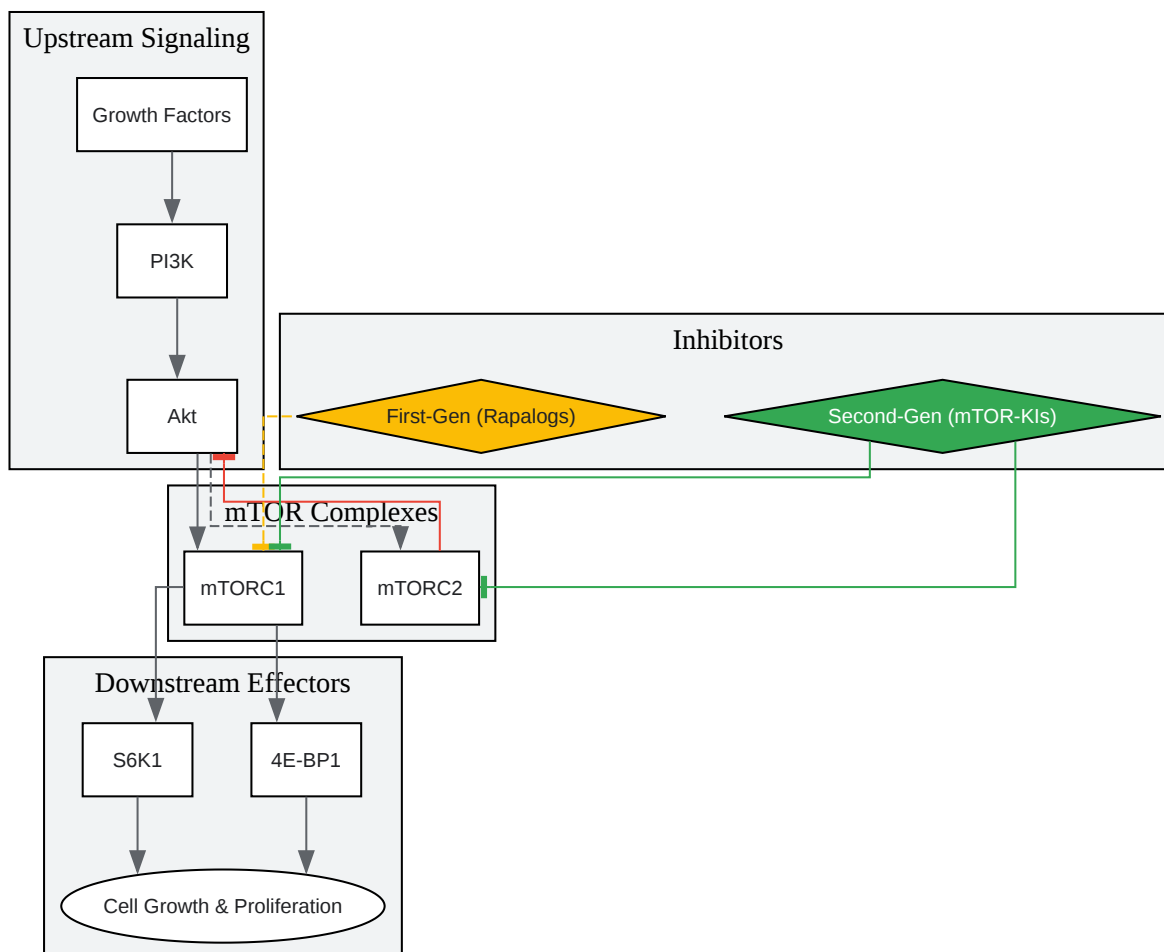 Upstream Signaling
Growth Factors
PI3K
Akt
Inhibitors
First-Gen (Rapalogs)
Second-Gen (mTOR-KIs)
mTOR Complexes
mTORC1
mTORC2
Downstream Effectors
S6K1
4E-BP1
Cell Growth & Proliferation